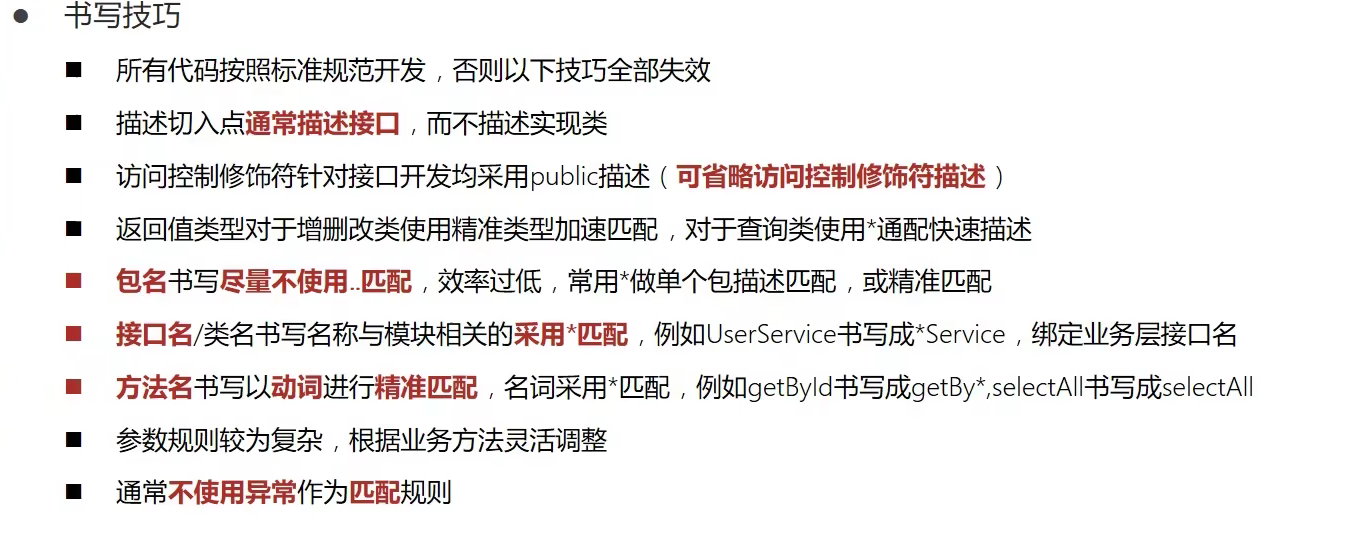 书写技巧
所有代码按照标准规范开发，否则以下技巧全部失效
描述切入点通常描述接口，而不描述实现类
访问控制修饰符针对接口开发均采用public描述（可省略访问控制修饰符描述）
返回值类型对于增删改类使用精准类型加速匹配，对于查询类使用*通配快速描述
包名书写尽量不使用..匹配，效率过低，常用*做单个包描述匹配，或精准匹配
接口名/类名书写名称与模块相关的采用*匹配，例如UserService书写成*Service，绑定业务层接口名
方法名书写以动词进行精准匹配，名词采用*匹配，例如getById书写成getBy*,selectAll书写成selectAll
参数规则较为复杂，根据业务方法灵活调整
通常不使用异常作为匹配规则